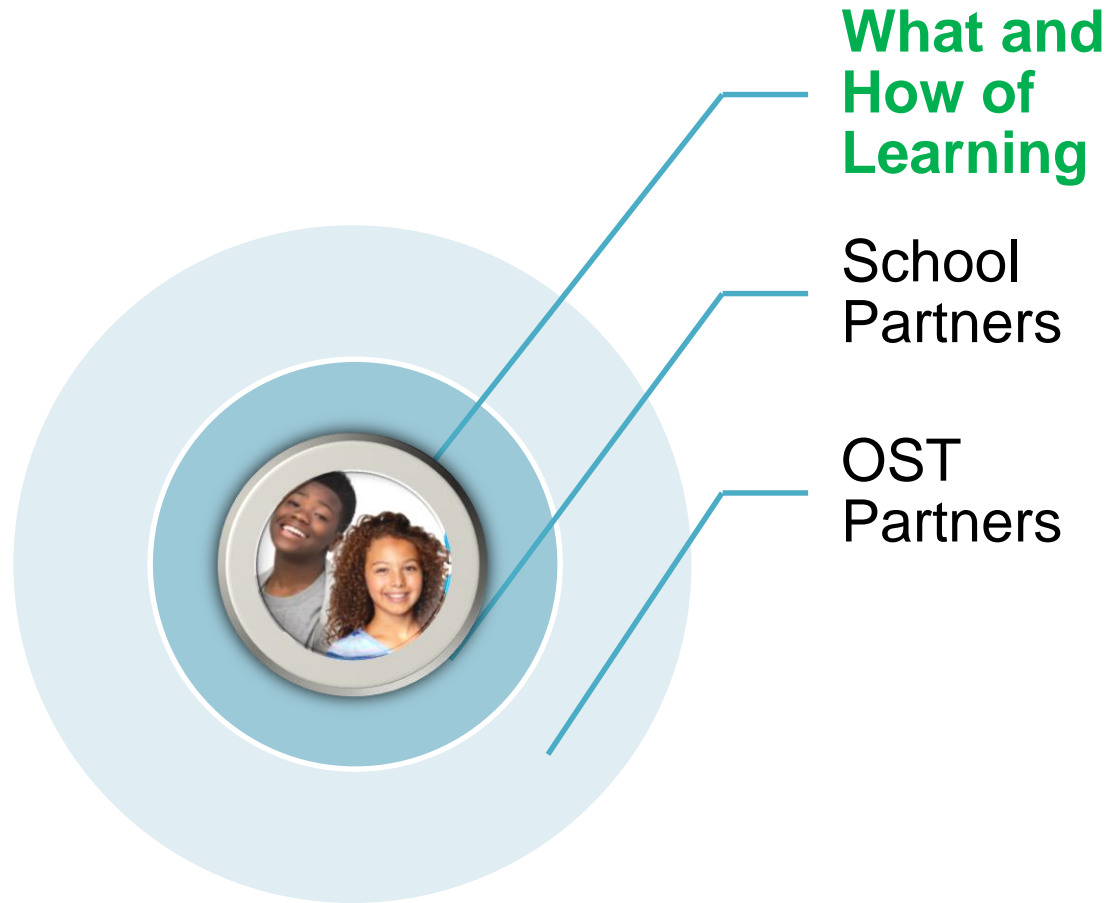 What and
How of
Learning
School
Partners
OST
Partners